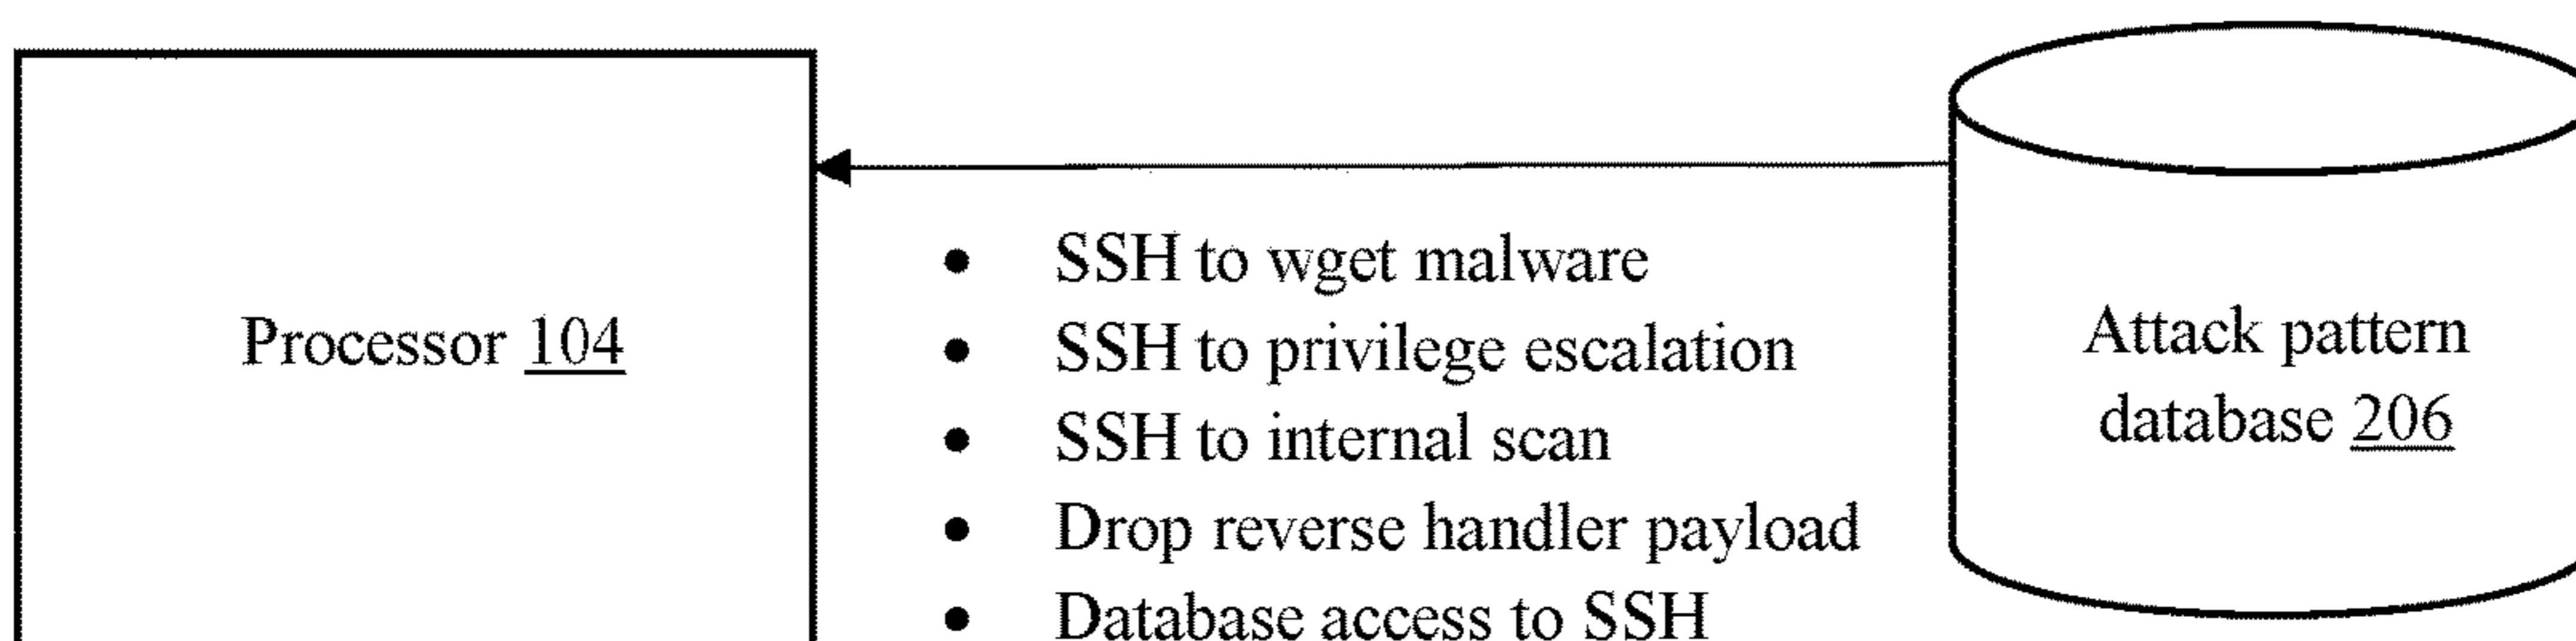 Processor 104
• SSH to wget malware
• SSH to privilege escalation
• SSH to internal scan
• Drop reverse handler payload
• Database access to SSH
Attack pattern
database 206